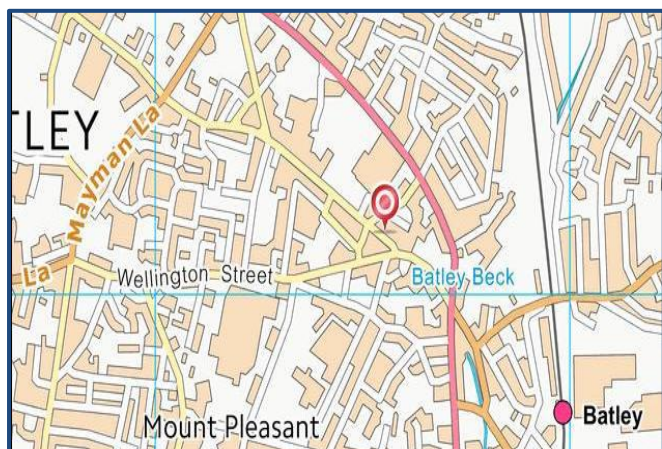 TLEY
Mayman La
La
Wellington Street
Batley Beck
Mount Pleasant
Batley